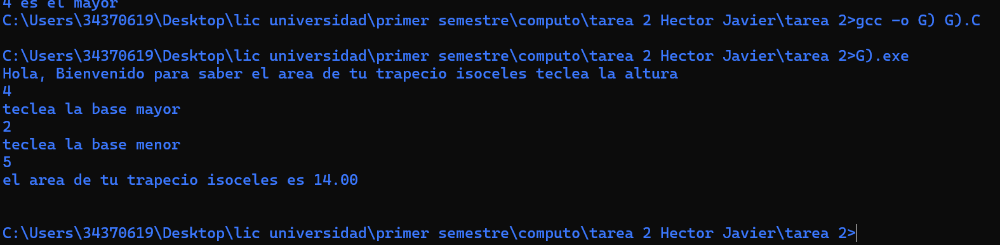 4 es el mayor
C:\Users\34370619\Desktop\lic universidad\primer semestre\computo\tarea 2 Hector Javier\tarea 2>gcc -o G) G).C
C:\Users\34370619\Desktop\lic universidad\primer semestre\computo\tarea 2 Hector Javier\tarea 2>G).exe
Hola, Bienvenido para saber el area de tu trapecio isoceles teclea la altura
4
teclea la base mayor
2
teclea la base menor
5
el area de tu trapecio isoceles es 14.00
C:\Users\34370619\Desktop\lic universidad\primer semestre\computo\tarea 2 Hector Javier\tarea 2>